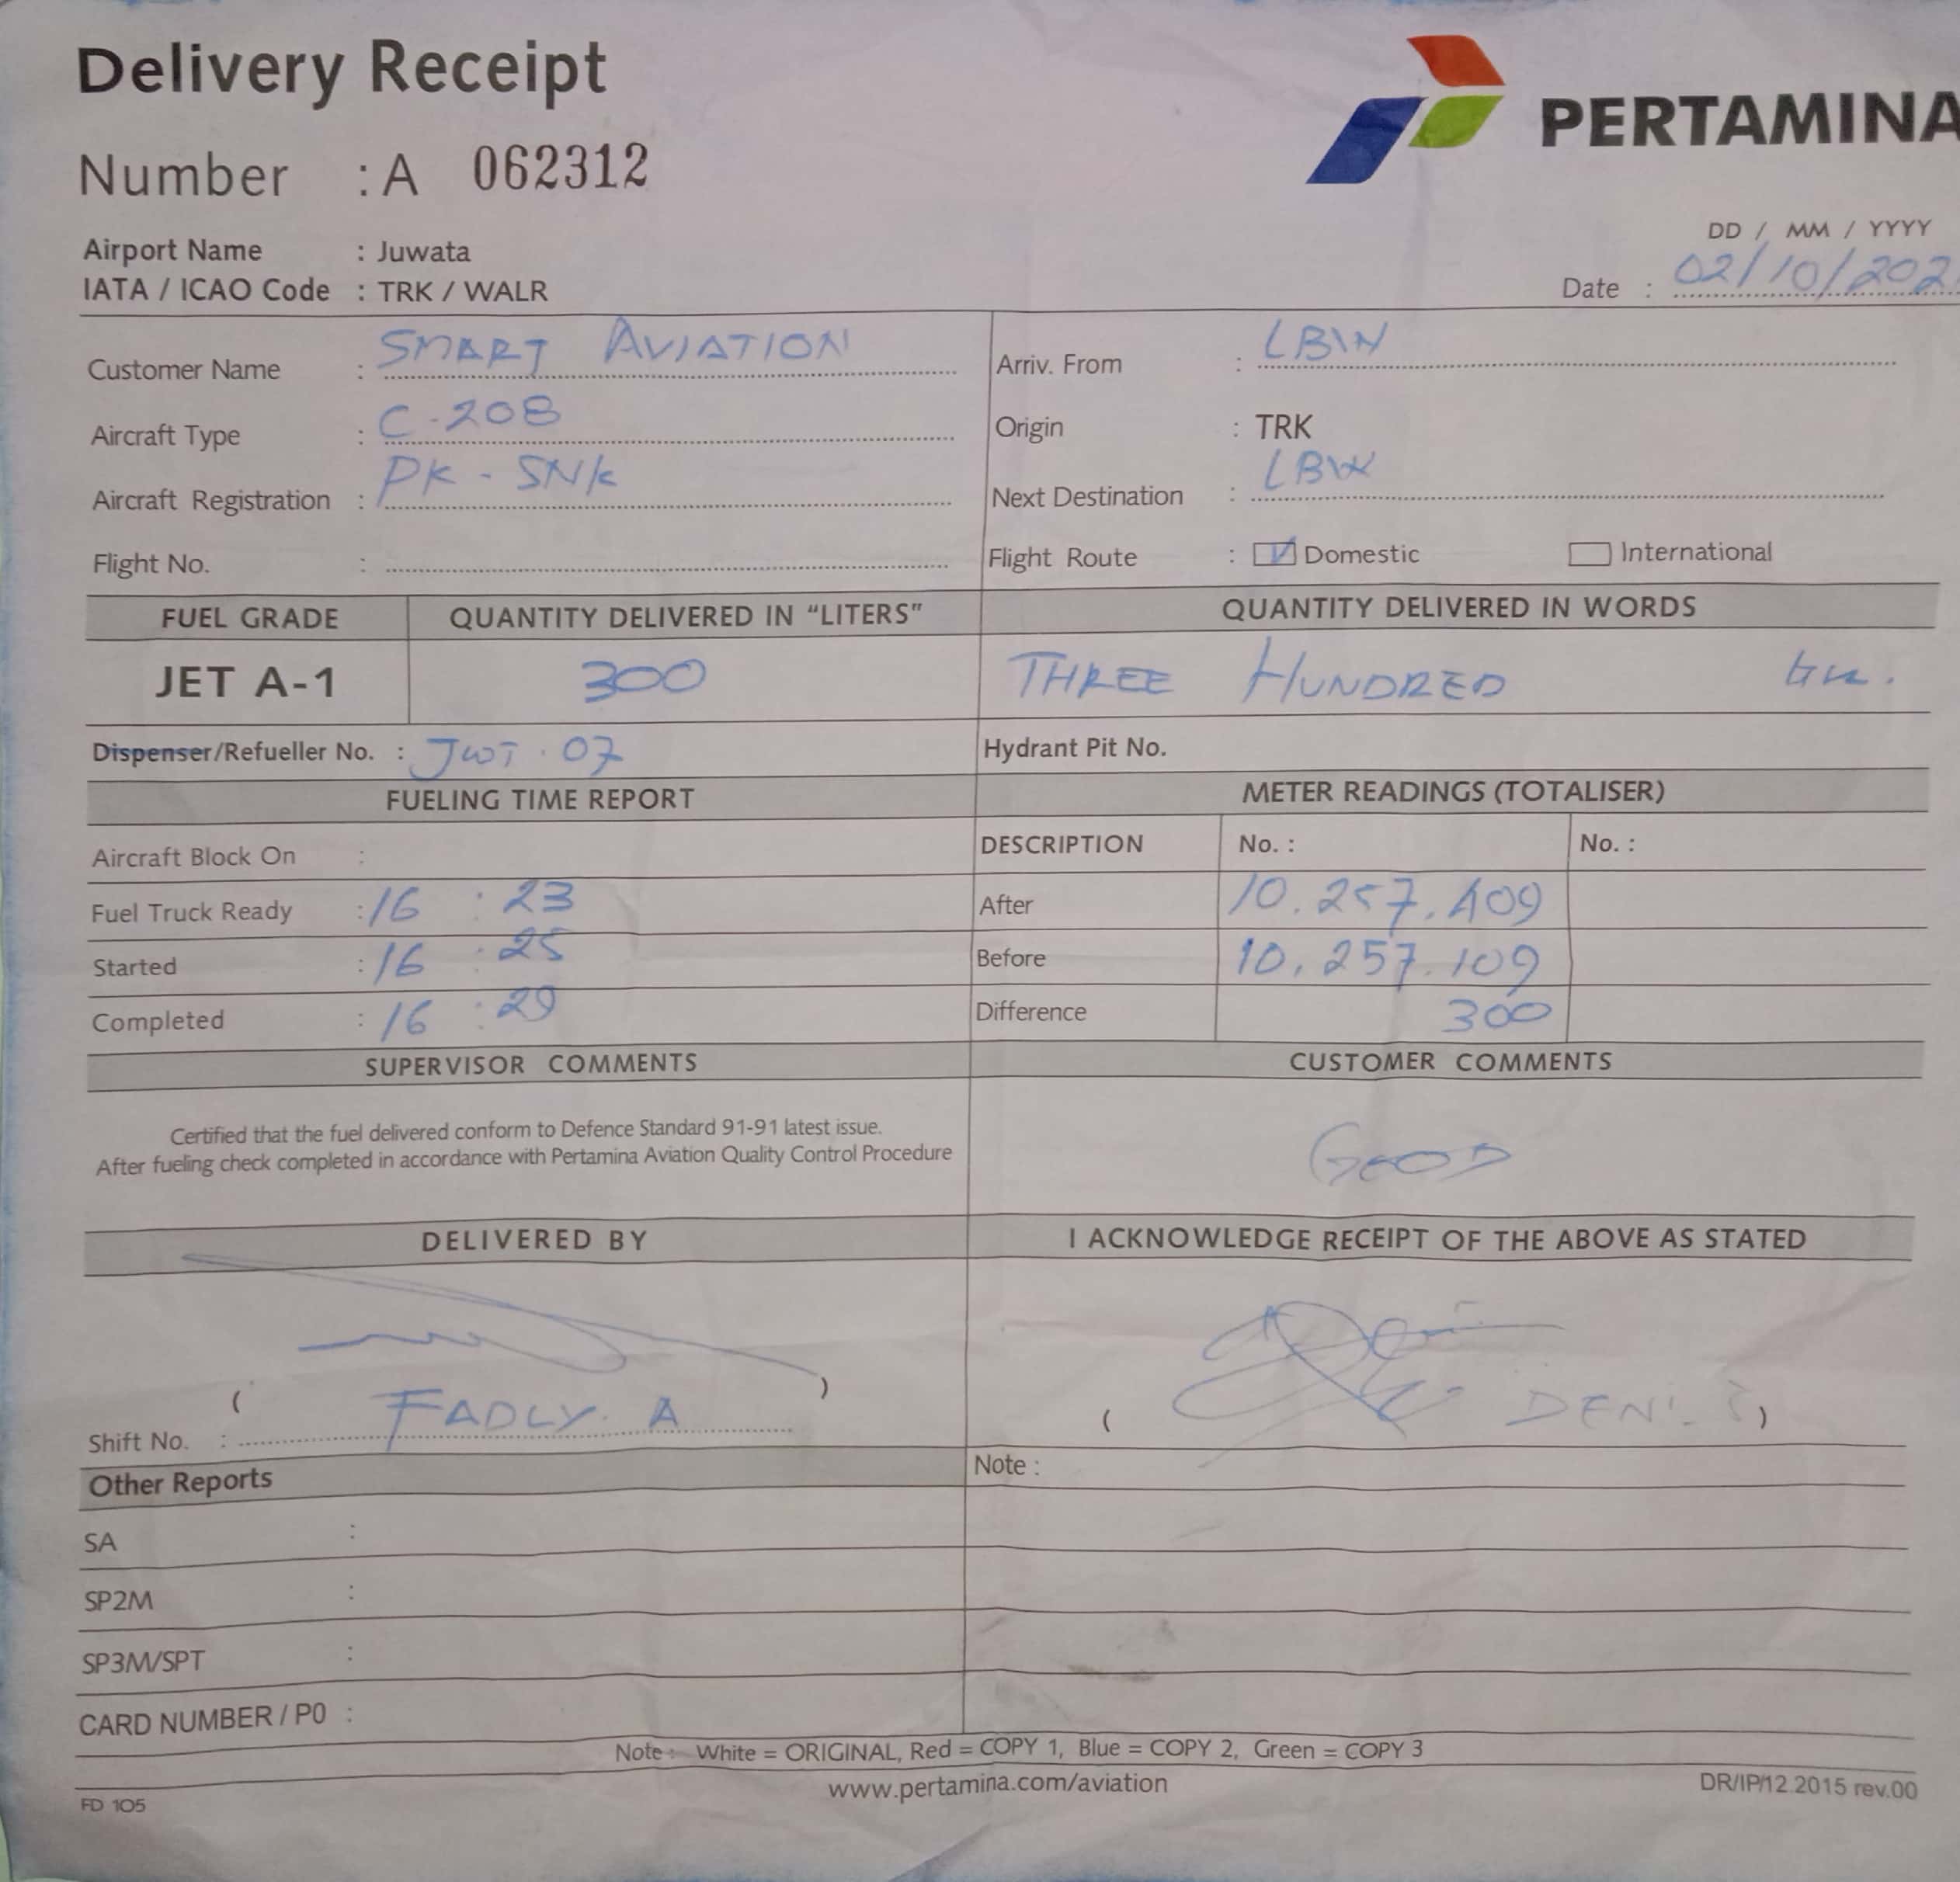 Delivery Receipt
PERTAMINA
Number : A 062312
Airport Name : Juwata
IATA / ICAO Code : TRK / WALR
DD / MM / YYYY
Date : 02/10/202
Customer Name : SMART AVIATION
Arriv. From : LBW
Aircraft Type : C-208
Origin : TRK
Aircraft Registration : PK - SNK
Next Destination : LBW
Flight No. :
Flight Route : Domestic International
FUEL GRADE QUANTITY DELIVERED IN "LITERS" QUANTITY DELIVERED IN WORDS
JET A-1 300 THREE HUNDRED
Dispenser/Refueller No. : JWT . 07
Hydrant Pit No.
FUELING TIME REPORT METER READINGS (TOTALISER)
Aircraft Block On :
DESCRIPTION No. : No. :
Fuel Truck Ready : 16 : 23
After 10.257.409
Started : 16 : 25
Before 10.257.109
Completed : 16 : 29
Difference 300
SUPERVISOR COMMENTS CUSTOMER COMMENTS
Certified that the fuel delivered conform to Defence Standard 91-91 latest issue.
After fueling check completed in accordance with Pertamina Aviation Quality Control Procedure
GOOD
DELIVERED BY I ACKNOWLEDGE RECEIPT OF THE ABOVE AS STATED
( )
Shift No. : FADLY. A
( )
Other Reports
Note :
SA :
SP2M :
SP3M/SPT :
CARD NUMBER / P0 :
Note : White = ORIGINAL, Red = COPY 1, Blue = COPY 2, Green = COPY 3
www.pertamina.com/aviation
FD 105
DR/IP/12.2015 rev.00